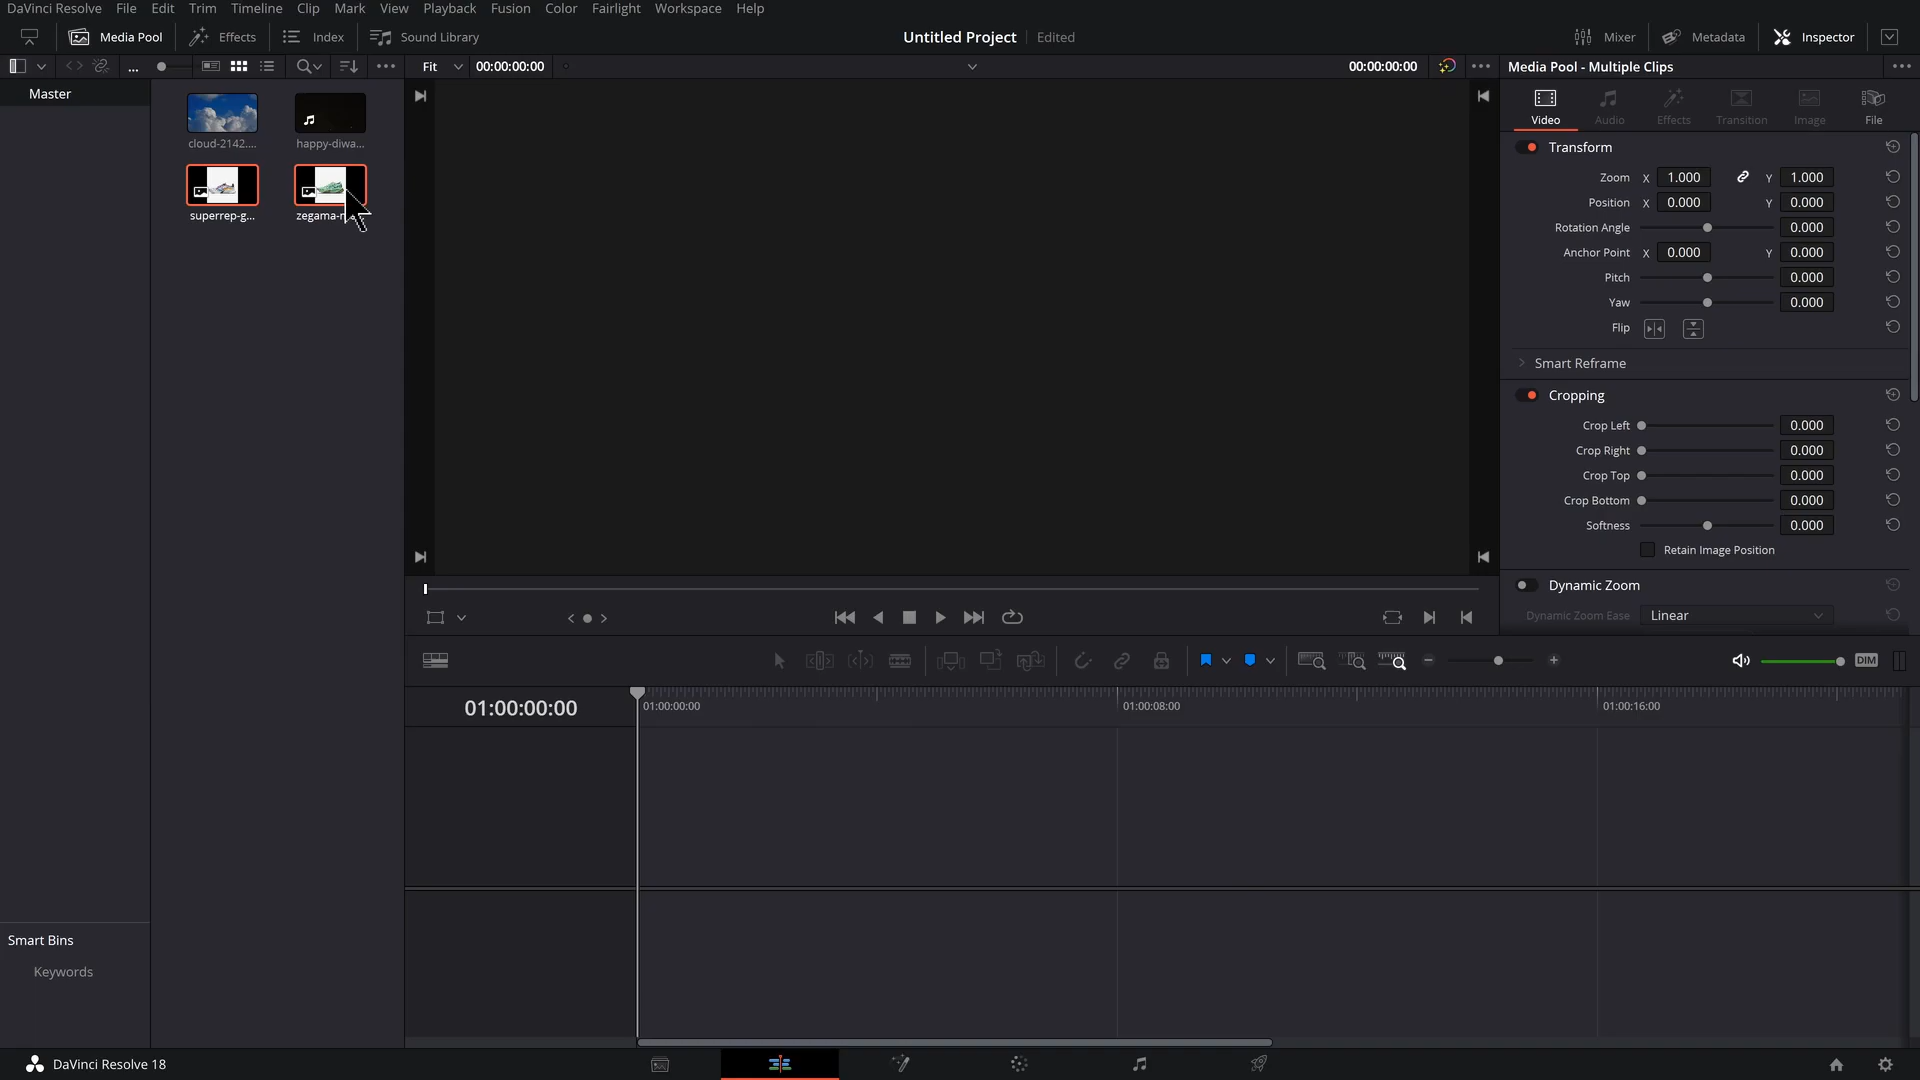 DaVinci Resolve File Edit Trim Timeline Clip Mark View Playback Fusion Color Fairlight Workspace Help
Media Pool Effects Index Sound Library Untitled Project Edited Mixer Metadata Inspector
... Fit 00:00:00:00 00:00:00:00 Media Pool - Multiple Clips
Master
cloud-2142.... happy-diwa...
superrep-g...
Video Audio Effects Transition Image File
Transform
Zoom X 1.000 Y 1.000
Position X 0.000 Y 0.000
Rotation Angle 0.000
Anchor Point X 0.000 Y 0.000
Pitch 0.000
Yaw 0.000
Flip
Smart Reframe
Cropping
Crop Left 0.000
Crop Right 0.000
Crop Top 0.000
Crop Bottom 0.000
Softness 0.000
Retain Image Position
Dynamic Zoom
Dynamic Zoom Ease Linear
DIM
01:00:00:00 01:00:00:00 01:00:08:00 01:00:16:00
Smart Bins
Keywords
DaVinci Resolve 18